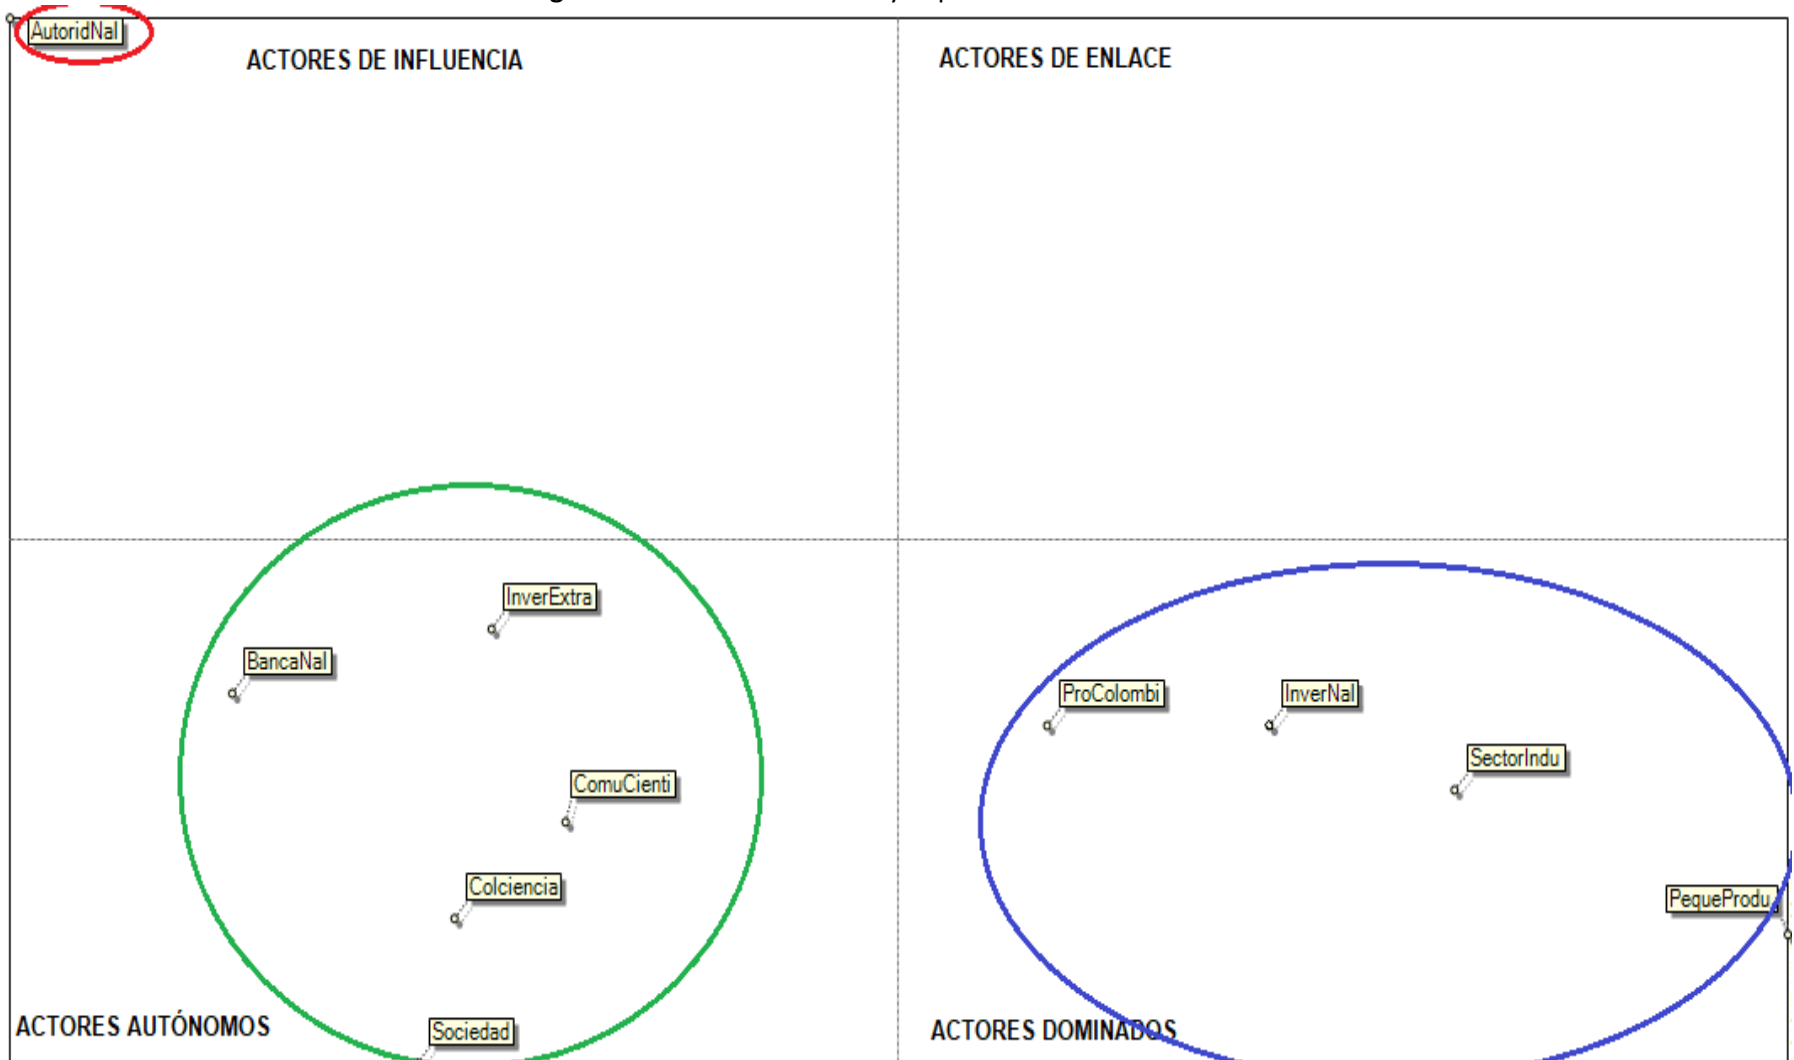 AutoridNal
ACTORES DE INFLUENCIA
ACTORES DE ENLACE
InverExtra
BancaNal
ProColombi
InverNal
SectorIndu
ComuCienti
Colciencia
PequeProdu
ACTORES AUTÓNOMOS
Sociedad
ACTORES DOMINADOS